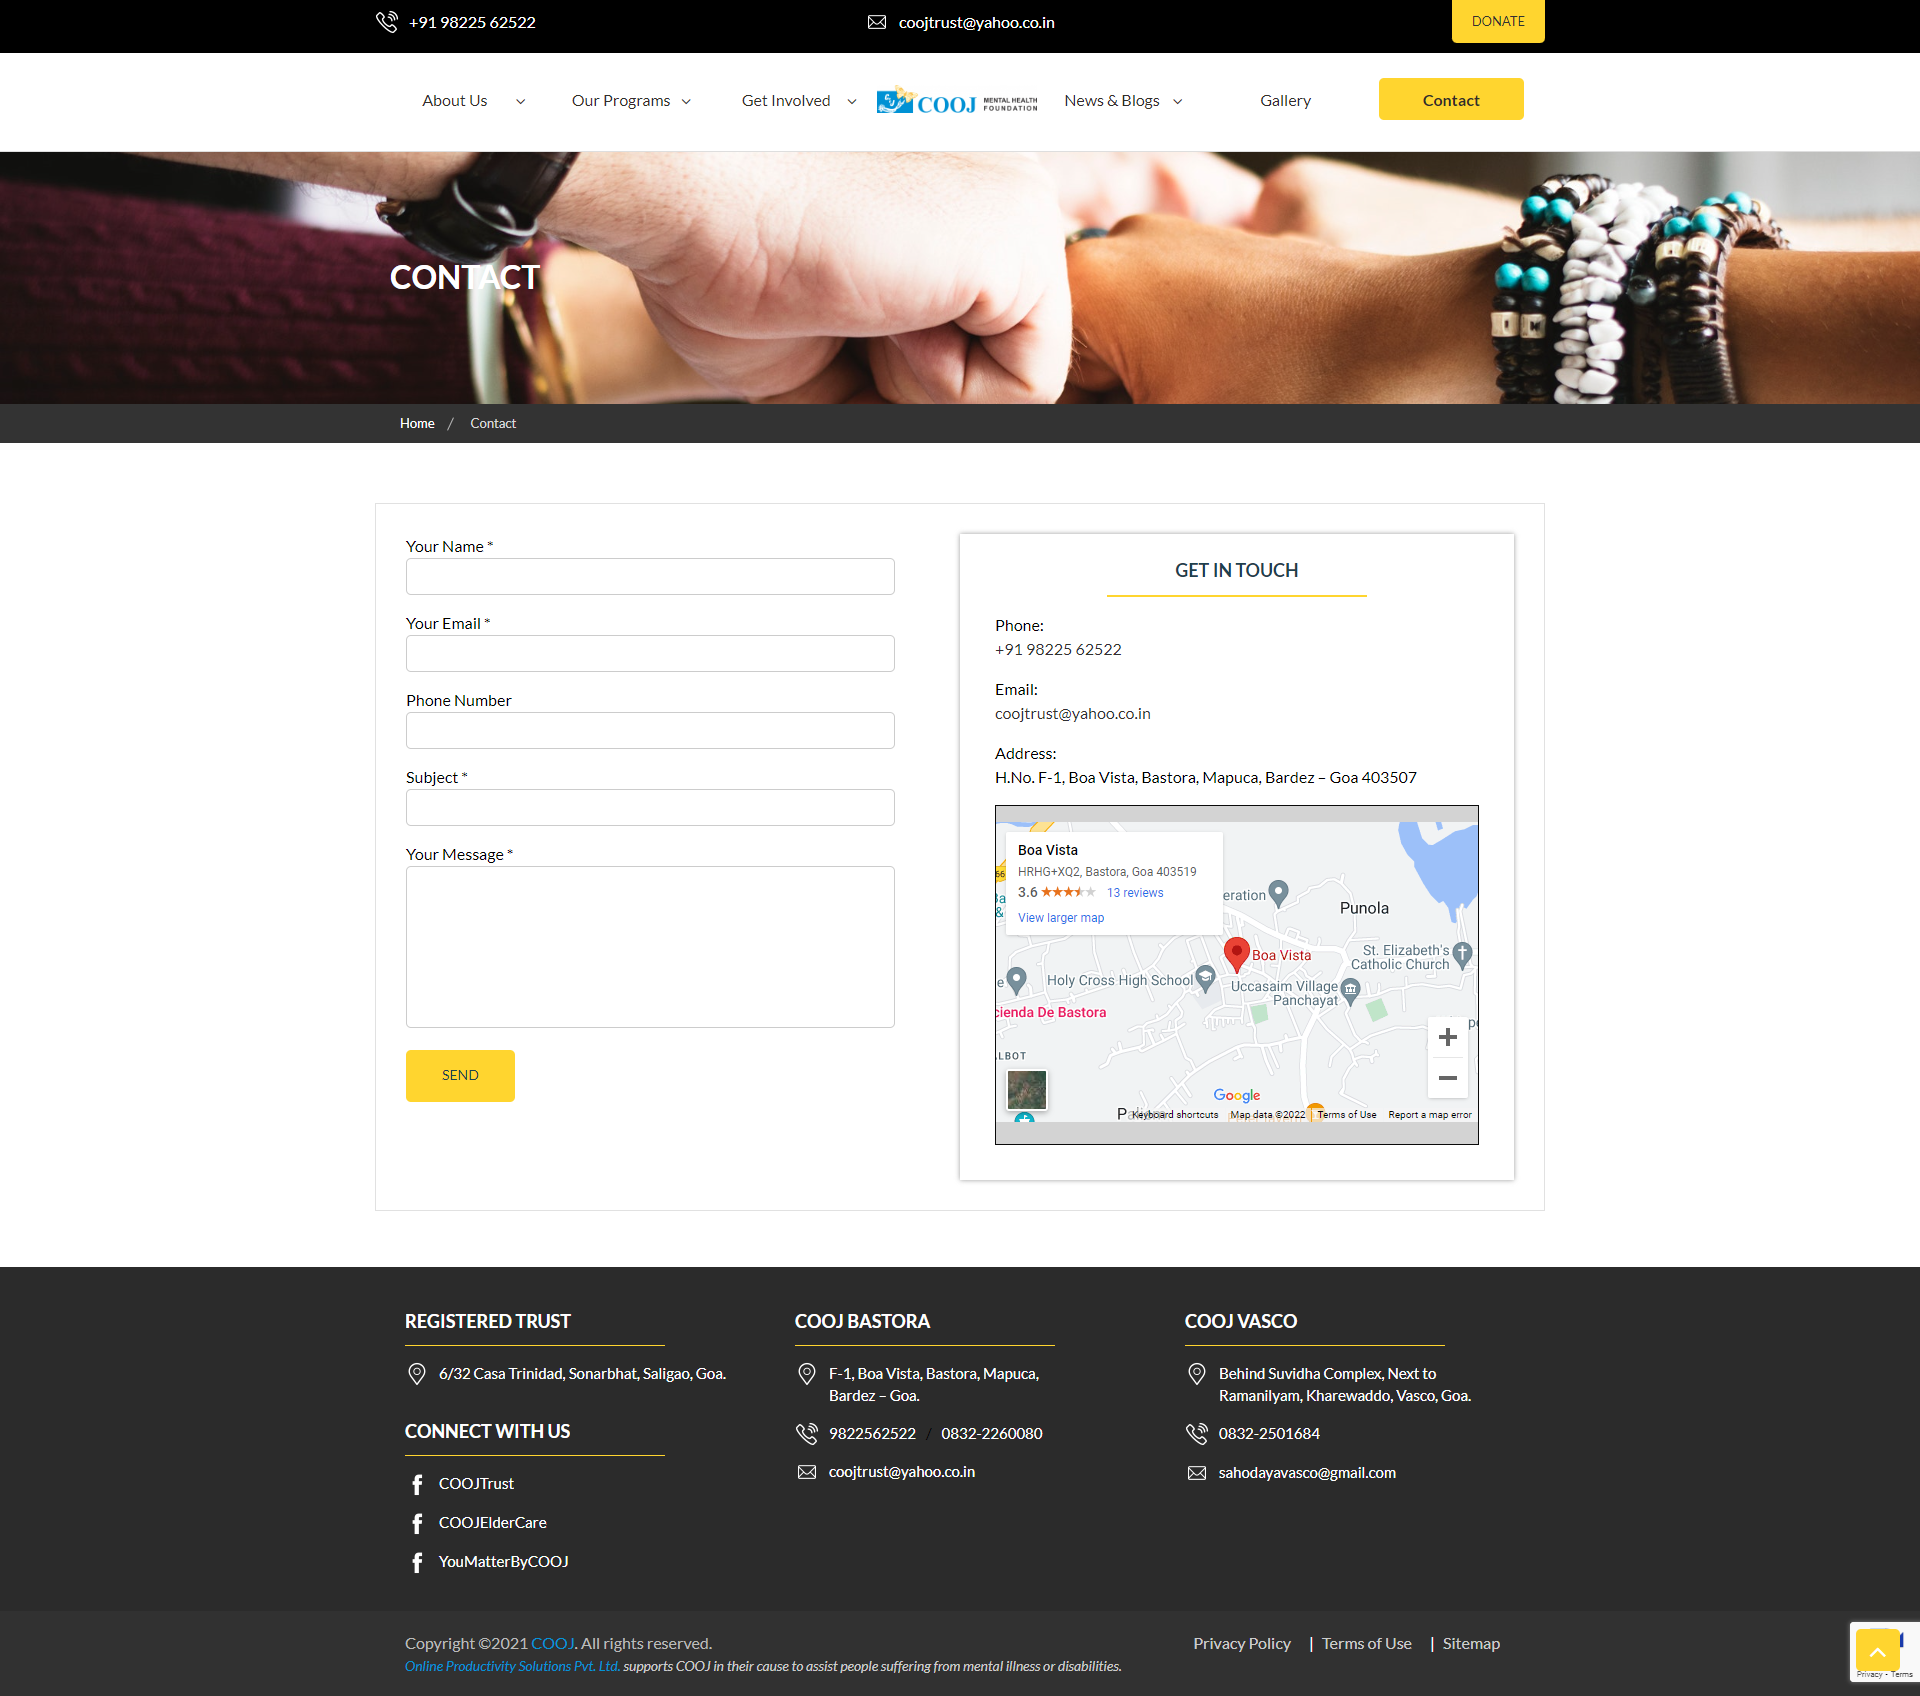 +91 98225 62522
coojtrust@yahoo.co.in
DONATE
About Us
Our Programs
Get Involved
COOJ MENTAL HEALTH FOUNDATION
News & Blogs
Gallery
Contact
CONTACT
Home / Contact
Your Name *
Your Email *
Phone Number
Subject *
Your Message *
SEND
GET IN TOUCH
Phone:
+91 98225 62522
Email:
coojtrust@yahoo.co.in
Address:
H.No. F-1, Boa Vista, Bastora, Mapuca, Bardez – Goa 403507
Boa Vista
HRHG+XQ2, Bastora, Goa 403519
3.6 13 reviews
View larger map
66
eration
Punola
Boa Vista
St. Elizabeth's
Catholic Church
Holy Cross High School
Uccasaim Village
Panchayat
cienda De Bastora
LBOT
Google
Keyboard shortcuts
Map data ©2022
Terms of Use
Report a map error
REGISTERED TRUST
6/32 Casa Trinidad, Sonarbhat, Saligao, Goa.
CONNECT WITH US
COOJTrust
COOJElderCare
YouMatterByCOOJ
COOJ BASTORA
F-1, Boa Vista, Bastora, Mapuca,
Bardez – Goa.
9822562522 / 0832-2260080
coojtrust@yahoo.co.in
COOJ VASCO
Behind Suvidha Complex, Next to
Ramanilyam, Kharewaddo, Vasco, Goa.
0832-2501684
sahodayavasco@gmail.com
Copyright ©2021 COOJ. All rights reserved.
Online Productivity Solutions Pvt. Ltd. supports COOJ in their cause to assist people suffering from mental illness or disabilities.
Privacy Policy | Terms of Use | Sitemap
Privacy - Terms